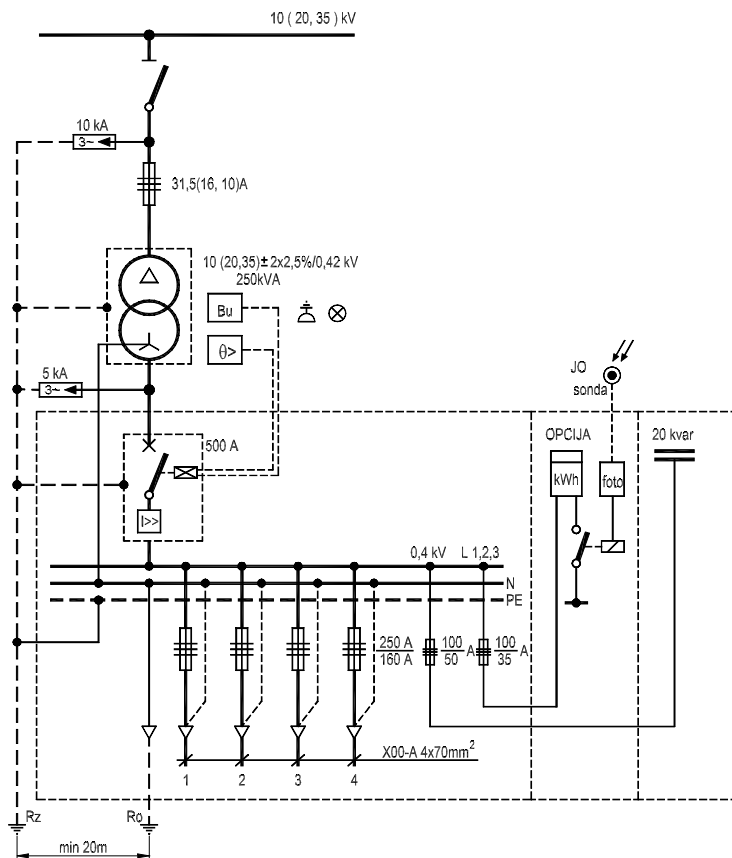 10 ( 20, 35 ) kV
10 kA
3~
31,5(16, 10)A
10 (20,35)± 2x2,5%/0,42 kV
250kVA
Bu
θ>
5 kA
3~
JO
sonda
500 A
OPCIJA
20 kvar
kWh
foto
I>>
0,4 kV L 1,2,3
N
PE
250 A
160 A
100
50
A
100
35
A
X00-A 4x70mm²
1 2 3 4
Rz
Ro
min 20m